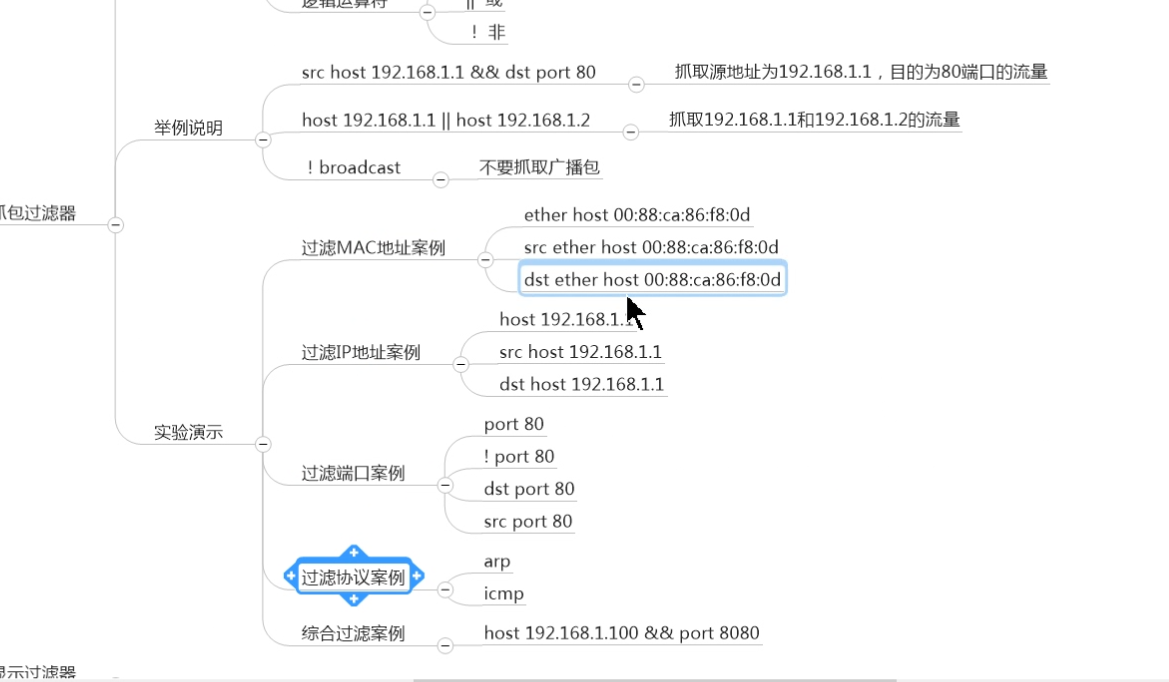 逻辑运算符
|| 或
！非
举例说明
src host 192.168.1.1 && dst port 80
抓取源地址为192.168.1.1，目的为80端口的流量
host 192.168.1.1 || host 192.168.1.2
抓取192.168.1.1和192.168.1.2的流量
！broadcast
不要抓取广播包
抓包过滤器
实验演示
过滤MAC地址案例
ether host 00:88:ca:86:f8:0d
src ether host 00:88:ca:86:f8:0d
dst ether host 00:88:ca:86:f8:0d
过滤IP地址案例
host 192.168.1.1
src host 192.168.1.1
dst host 192.168.1.1
过滤端口案例
port 80
! port 80
dst port 80
src port 80
过滤协议案例
arp
icmp
综合过滤案例
host 192.168.1.100 && port 8080
显示过滤器